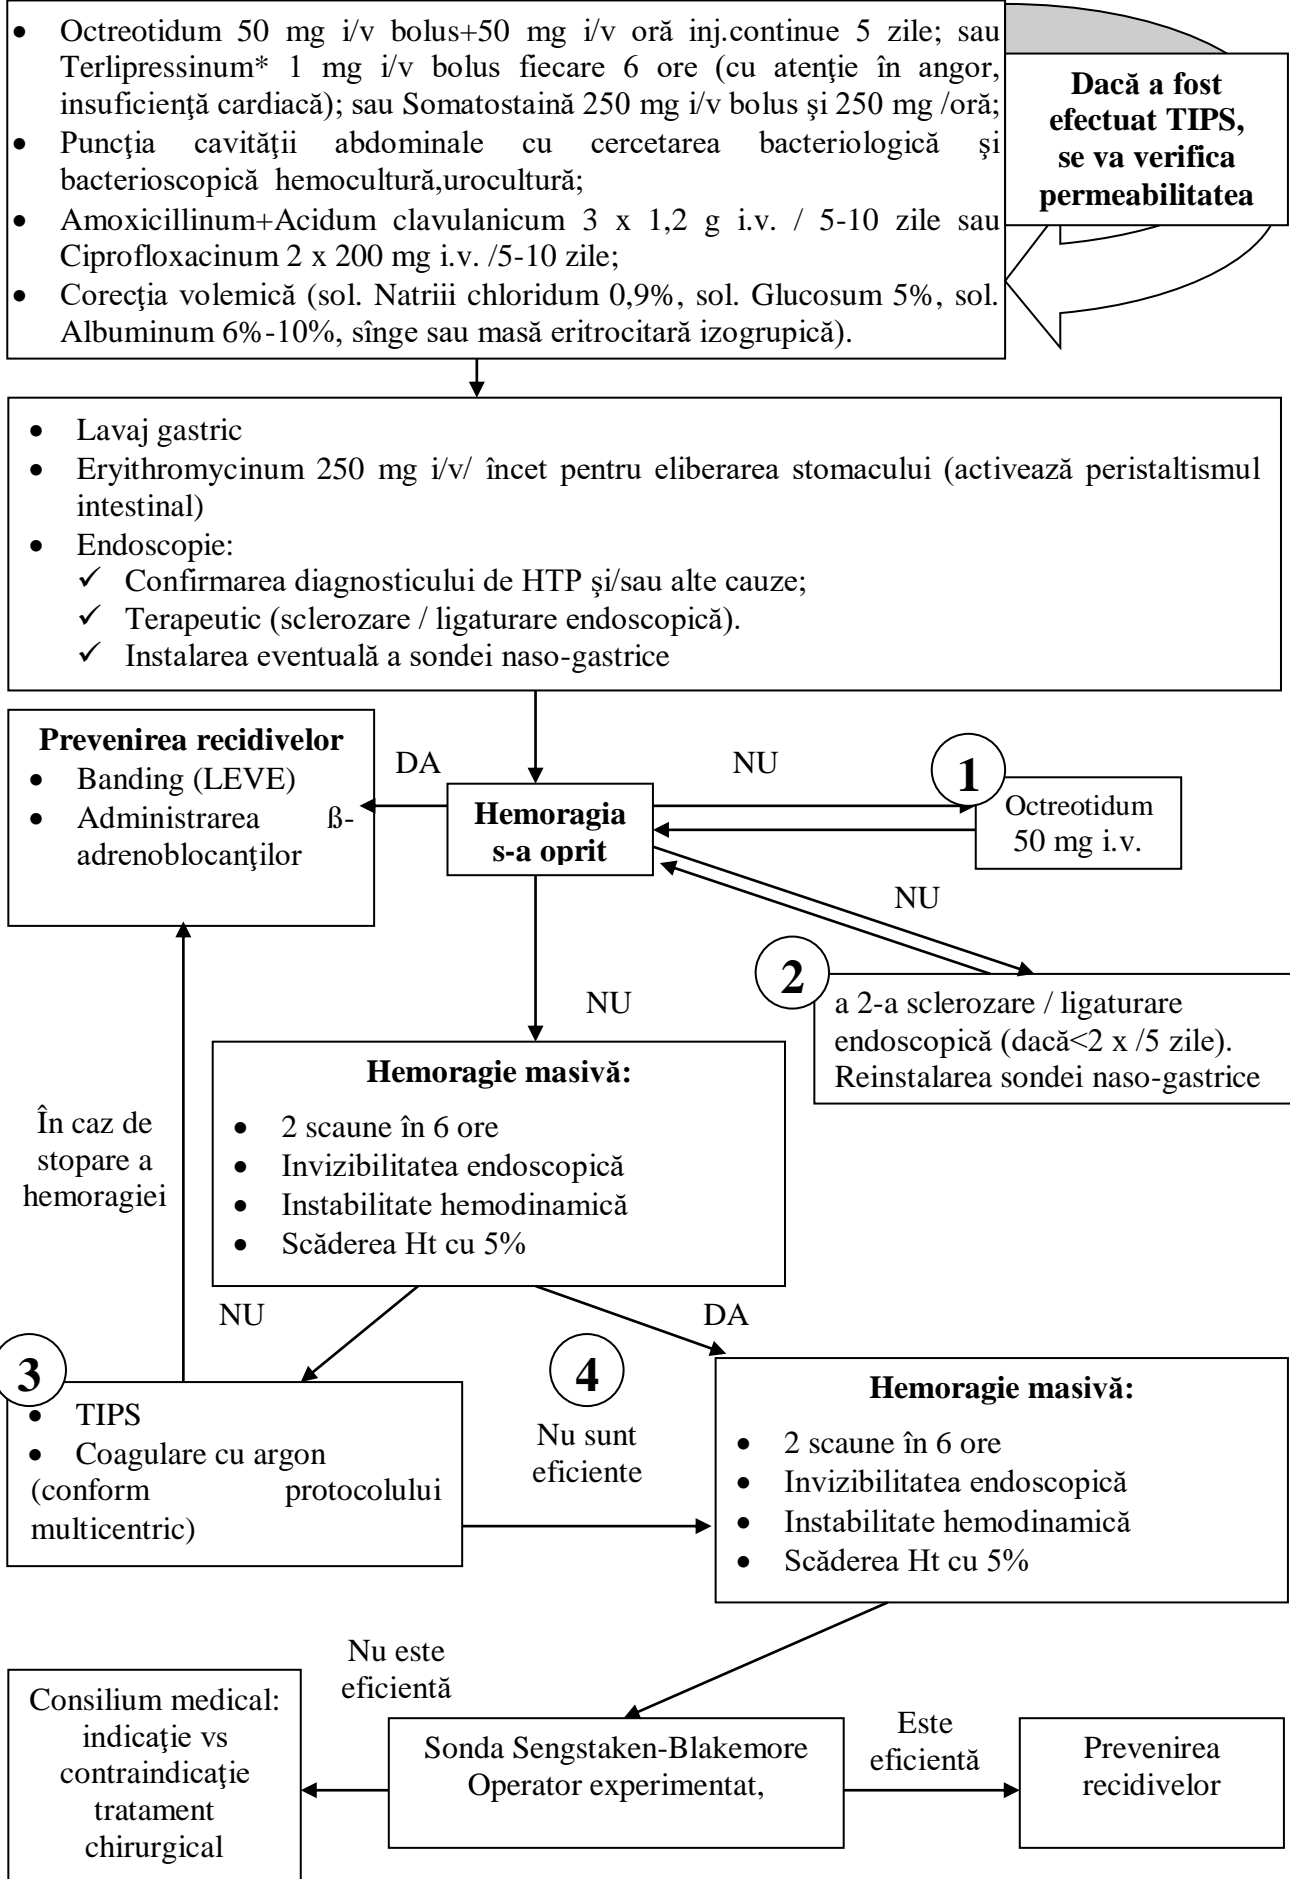 • Octreotidum 50 mg i/v bolus+50 mg i/v oră inj.continue 5 zile; sau
Terlipressinum* 1 mg i/v bolus fiecare 6 ore (cu atenţie în angor,
insuficienţă cardiacă); sau Somatostaină 250 mg i/v bolus şi 250 mg /oră;
• Puncţia cavităţii abdominale cu cercetarea bacteriologică şi
bacterioscopică hemocultură,urocultură;
• Amoxicillinum+Acidum clavulanicum 3 x 1,2 g i.v. / 5-10 zile sau
Ciprofloxacinum 2 x 200 mg i.v. /5-10 zile;
• Corecţia volemică (sol. Natriii chloridum 0,9%, sol. Glucosum 5%, sol.
Albuminum 6%-10%, sînge sau masă eritrocitară izogrupică).
Dacă a fost
efectuat TIPS,
se va verifica
permeabilitatea
• Lavaj gastric
• Eryithromycinum 250 mg i/v/ încet pentru eliberarea stomacului (activează peristaltismul
intestinal)
• Endoscopie:
✓ Confirmarea diagnosticului de HTP şi/sau alte cauze;
✓ Terapeutic (sclerozare / ligaturare endoscopică).
✓ Instalarea eventuală a sondei naso-gastrice
Prevenirea recidivelor
• Banding (LEVE)
• Administrarea ß-
adrenoblocanţilor
DA
Hemoragia
s-a oprit
NU
1
Octreotidum
50 mg i.v.
NU
2
a 2-a sclerozare / ligaturare
endoscopică (dacă<2 x /5 zile).
Reinstalarea sondei naso-gastrice
NU
Hemoragie masivă:
• 2 scaune în 6 ore
• Invizibilitatea endoscopică
• Instabilitate hemodinamică
• Scăderea Ht cu 5%
În caz de
stopare a
hemoragiei
NU
DA
3
• TIPS
• Coagulare cu argon
(conform protocolului
multicentric)
4
Nu sunt
eficiente
Hemoragie masivă:
• 2 scaune în 6 ore
• Invizibilitatea endoscopică
• Instabilitate hemodinamică
• Scăderea Ht cu 5%
Nu este
eficientă
Consilium medical:
indicaţie vs
contraindicaţie
tratament
chirurgical
Sonda Sengstaken-Blakemore
Operator experimentat,
Este
eficientă
Prevenirea
recidivelor